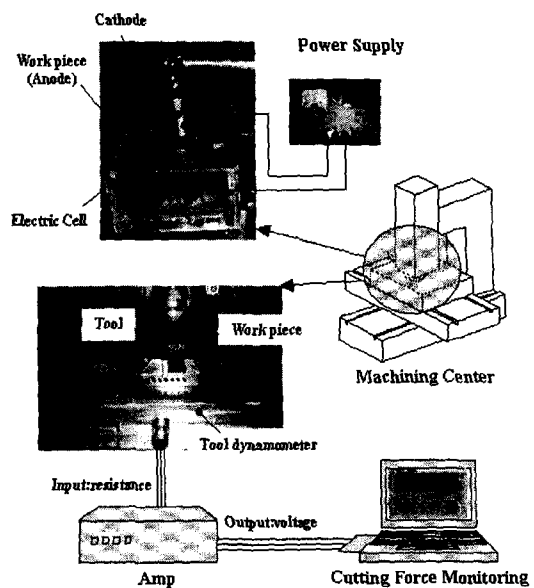 Cathode
Power Supply
Work piece
(Anode)
Electric Cell
Tool
Work piece
Machining Center
Tool dynamometer
Input:resistance
Output:voltage
Amp
Cutting Force Monitoring